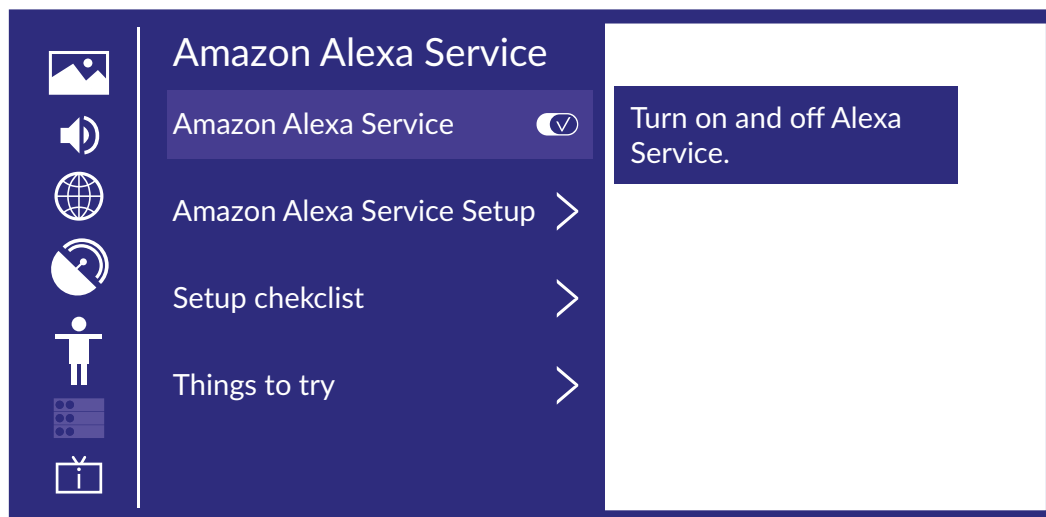 Amazon Alexa Service
Amazon Alexa Service
Turn on and off Alexa
Service.
Amazon Alexa Service Setup
Setup chekclist
Things to try